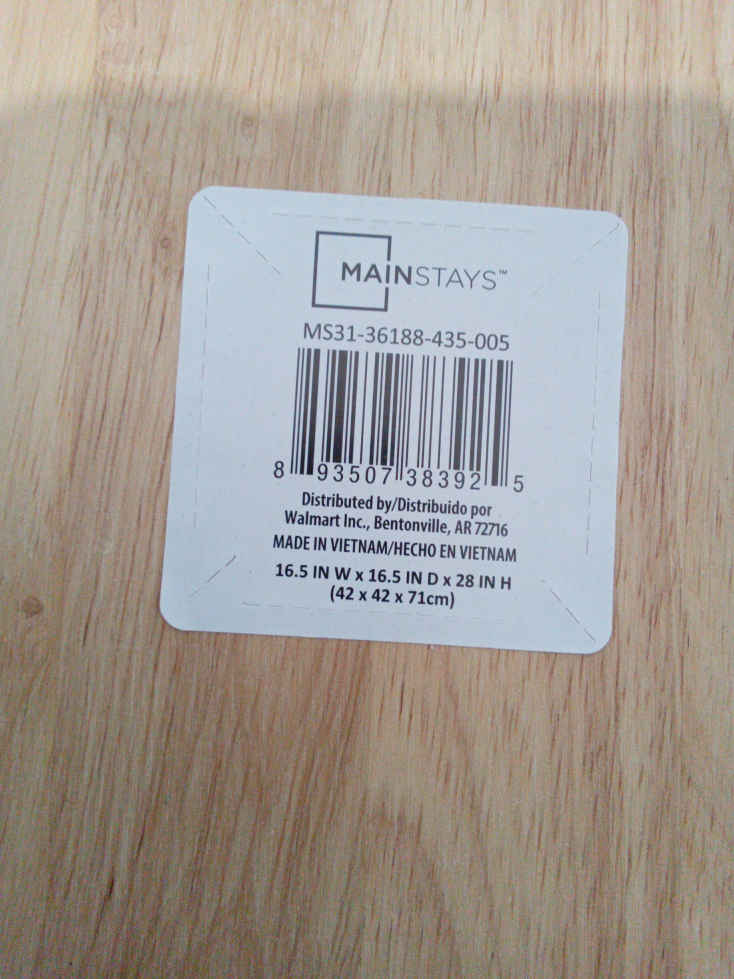 MAINSTAYS™
MS31-36188-435-005
8 93507 38392 5
Distributed by/Distribuido por
Walmart Inc., Bentonville, AR 72716
MADE IN VIETNAM/HECHO EN VIETNAM
16.5 IN W x 16.5 IN D x 28 IN H
(42 x 42 x 71cm)